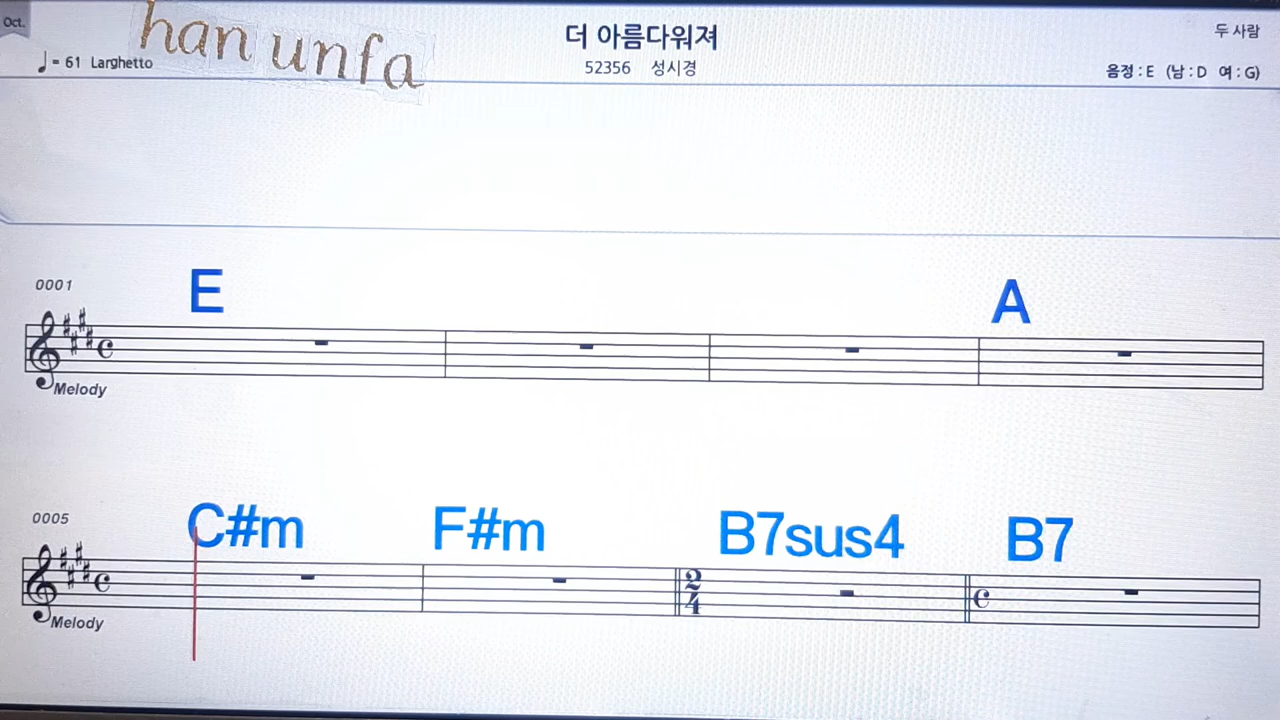 Oct.
han unfa
더 아름다워져
두 사람
♩= 61 Larghetto
52356 성시경
음정 : E (남 : D 여 : G)
0001
E
A
Melody
0005
C#m
F#m
B7sus4
B7
2
4
Melody